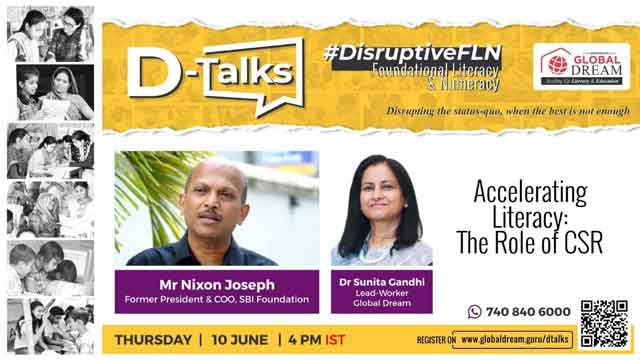 D-Talks
#DisruptiveFLN
Foundational Literacy
& Numeracy
GLOBAL
DREAM
Disrupting the status-quo, when the best is not enough
Accelerating
Literacy:
The Role of CSR
Mr Nixon Joseph
Former President & COO, SBI Foundation
Dr Sunita Gandhi
Lead-Worker
Global Dream
740 840 6000
THURSDAY | 10 JUNE | 4 PM IST
REGISTER ON www.globaldream.guru/dtalks